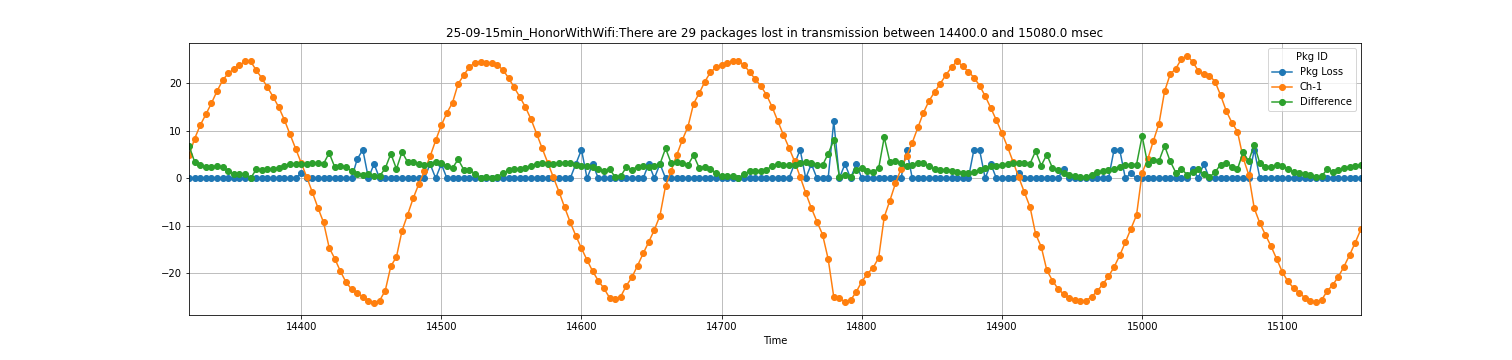 25-09-15min_HonorWithWifi:There are 29 packages lost in transmission between 14400.0 and 15080.0 msec
Pkg ID
Pkg Loss
Ch-1
Difference
20
10
0
−10
−20
14400 14500 14600 14700 14800 14900 15000 15100
Time